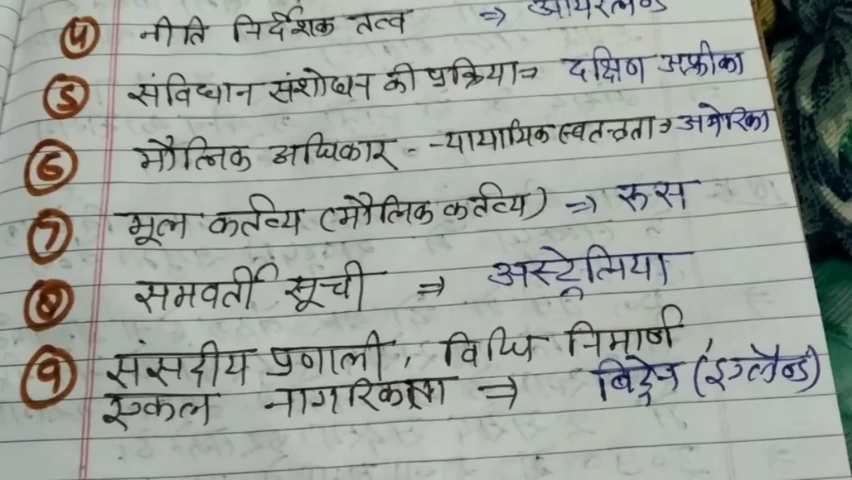 4 नीति निर्देशक तत्व ⇒ आयरलैण्ड
5 संविधान संशोधन की प्रक्रिया ⇒ दक्षिण अफ्रीका
6 मौलिक अधिकार - न्यायायिक स्वतन्त्रता ⇒ अमेरिका
7 मूल कर्तव्य (मौलिक कर्तव्य) ⇒ रूस
8 समवर्ती सूची ⇒ अस्ट्रेलिया
9 संसदीय प्रणाली, विधि निर्माण,
एकल नागरिकता ⇒ ब्रिटेन (इंग्लैण्ड)